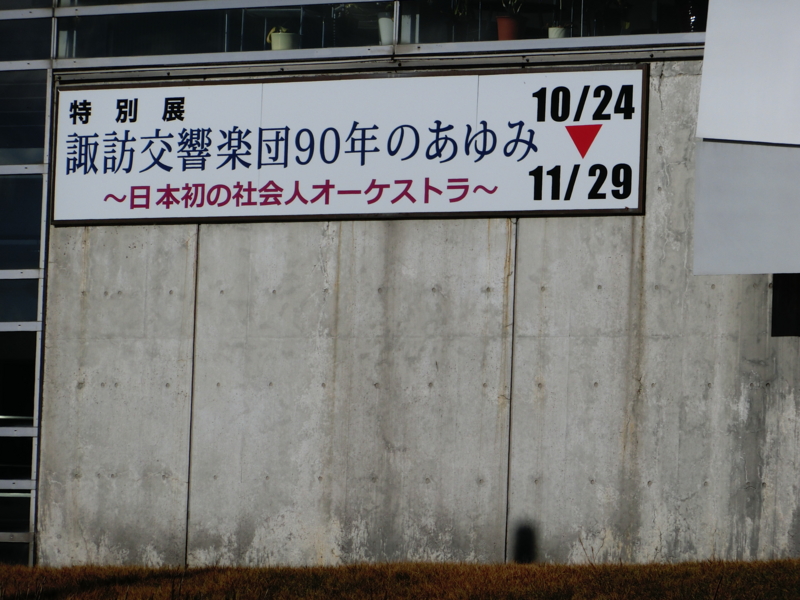 特別展
諏訪交響楽団90年のあゆみ
～日本初の社会人オーケストラ～
10/24
▼
11/29